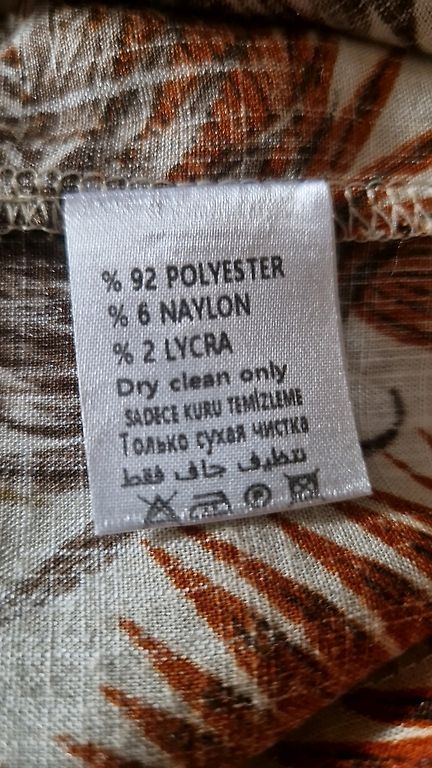 % 92 POLYESTER
% 6 NAYLON
% 2 LYCRA
Dry clean only
SADECE KURU TEMİZLEME
Только сухая чистка
تنظيف جاف فقط